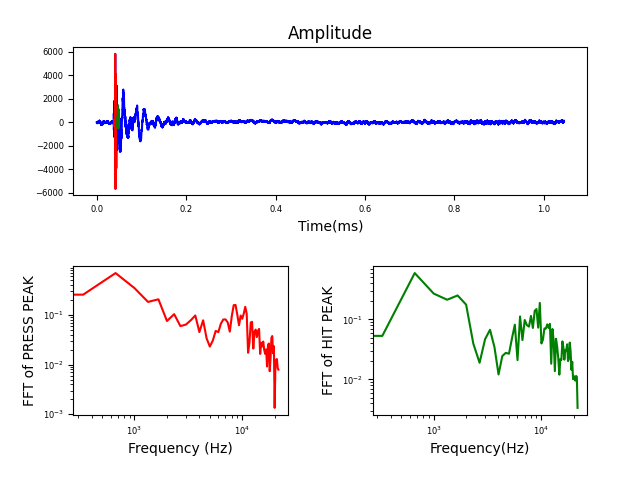 Amplitude
6000
4000
2000
0
−2000
−4000
−6000
0.0 0.2 0.4 0.6 0.8 1.0
Time(ms)
FFT of PRESS PEAK
10⁻¹
10⁻²
10⁻³
10³ 10⁴
Frequency (Hz)
FFT of HIT PEAK
10⁻¹
10⁻²
10³ 10⁴
Frequency(Hz)